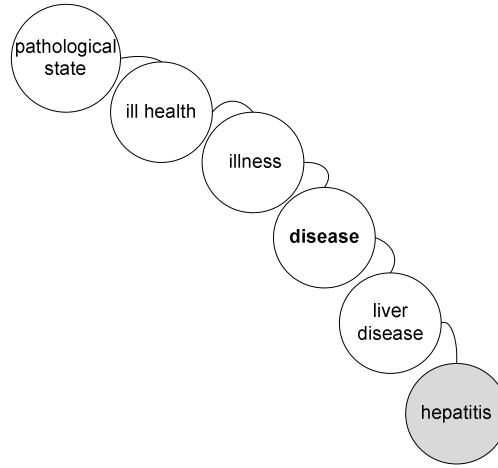 pathological
state
ill health
illness
disease
liver
disease
hepatitis